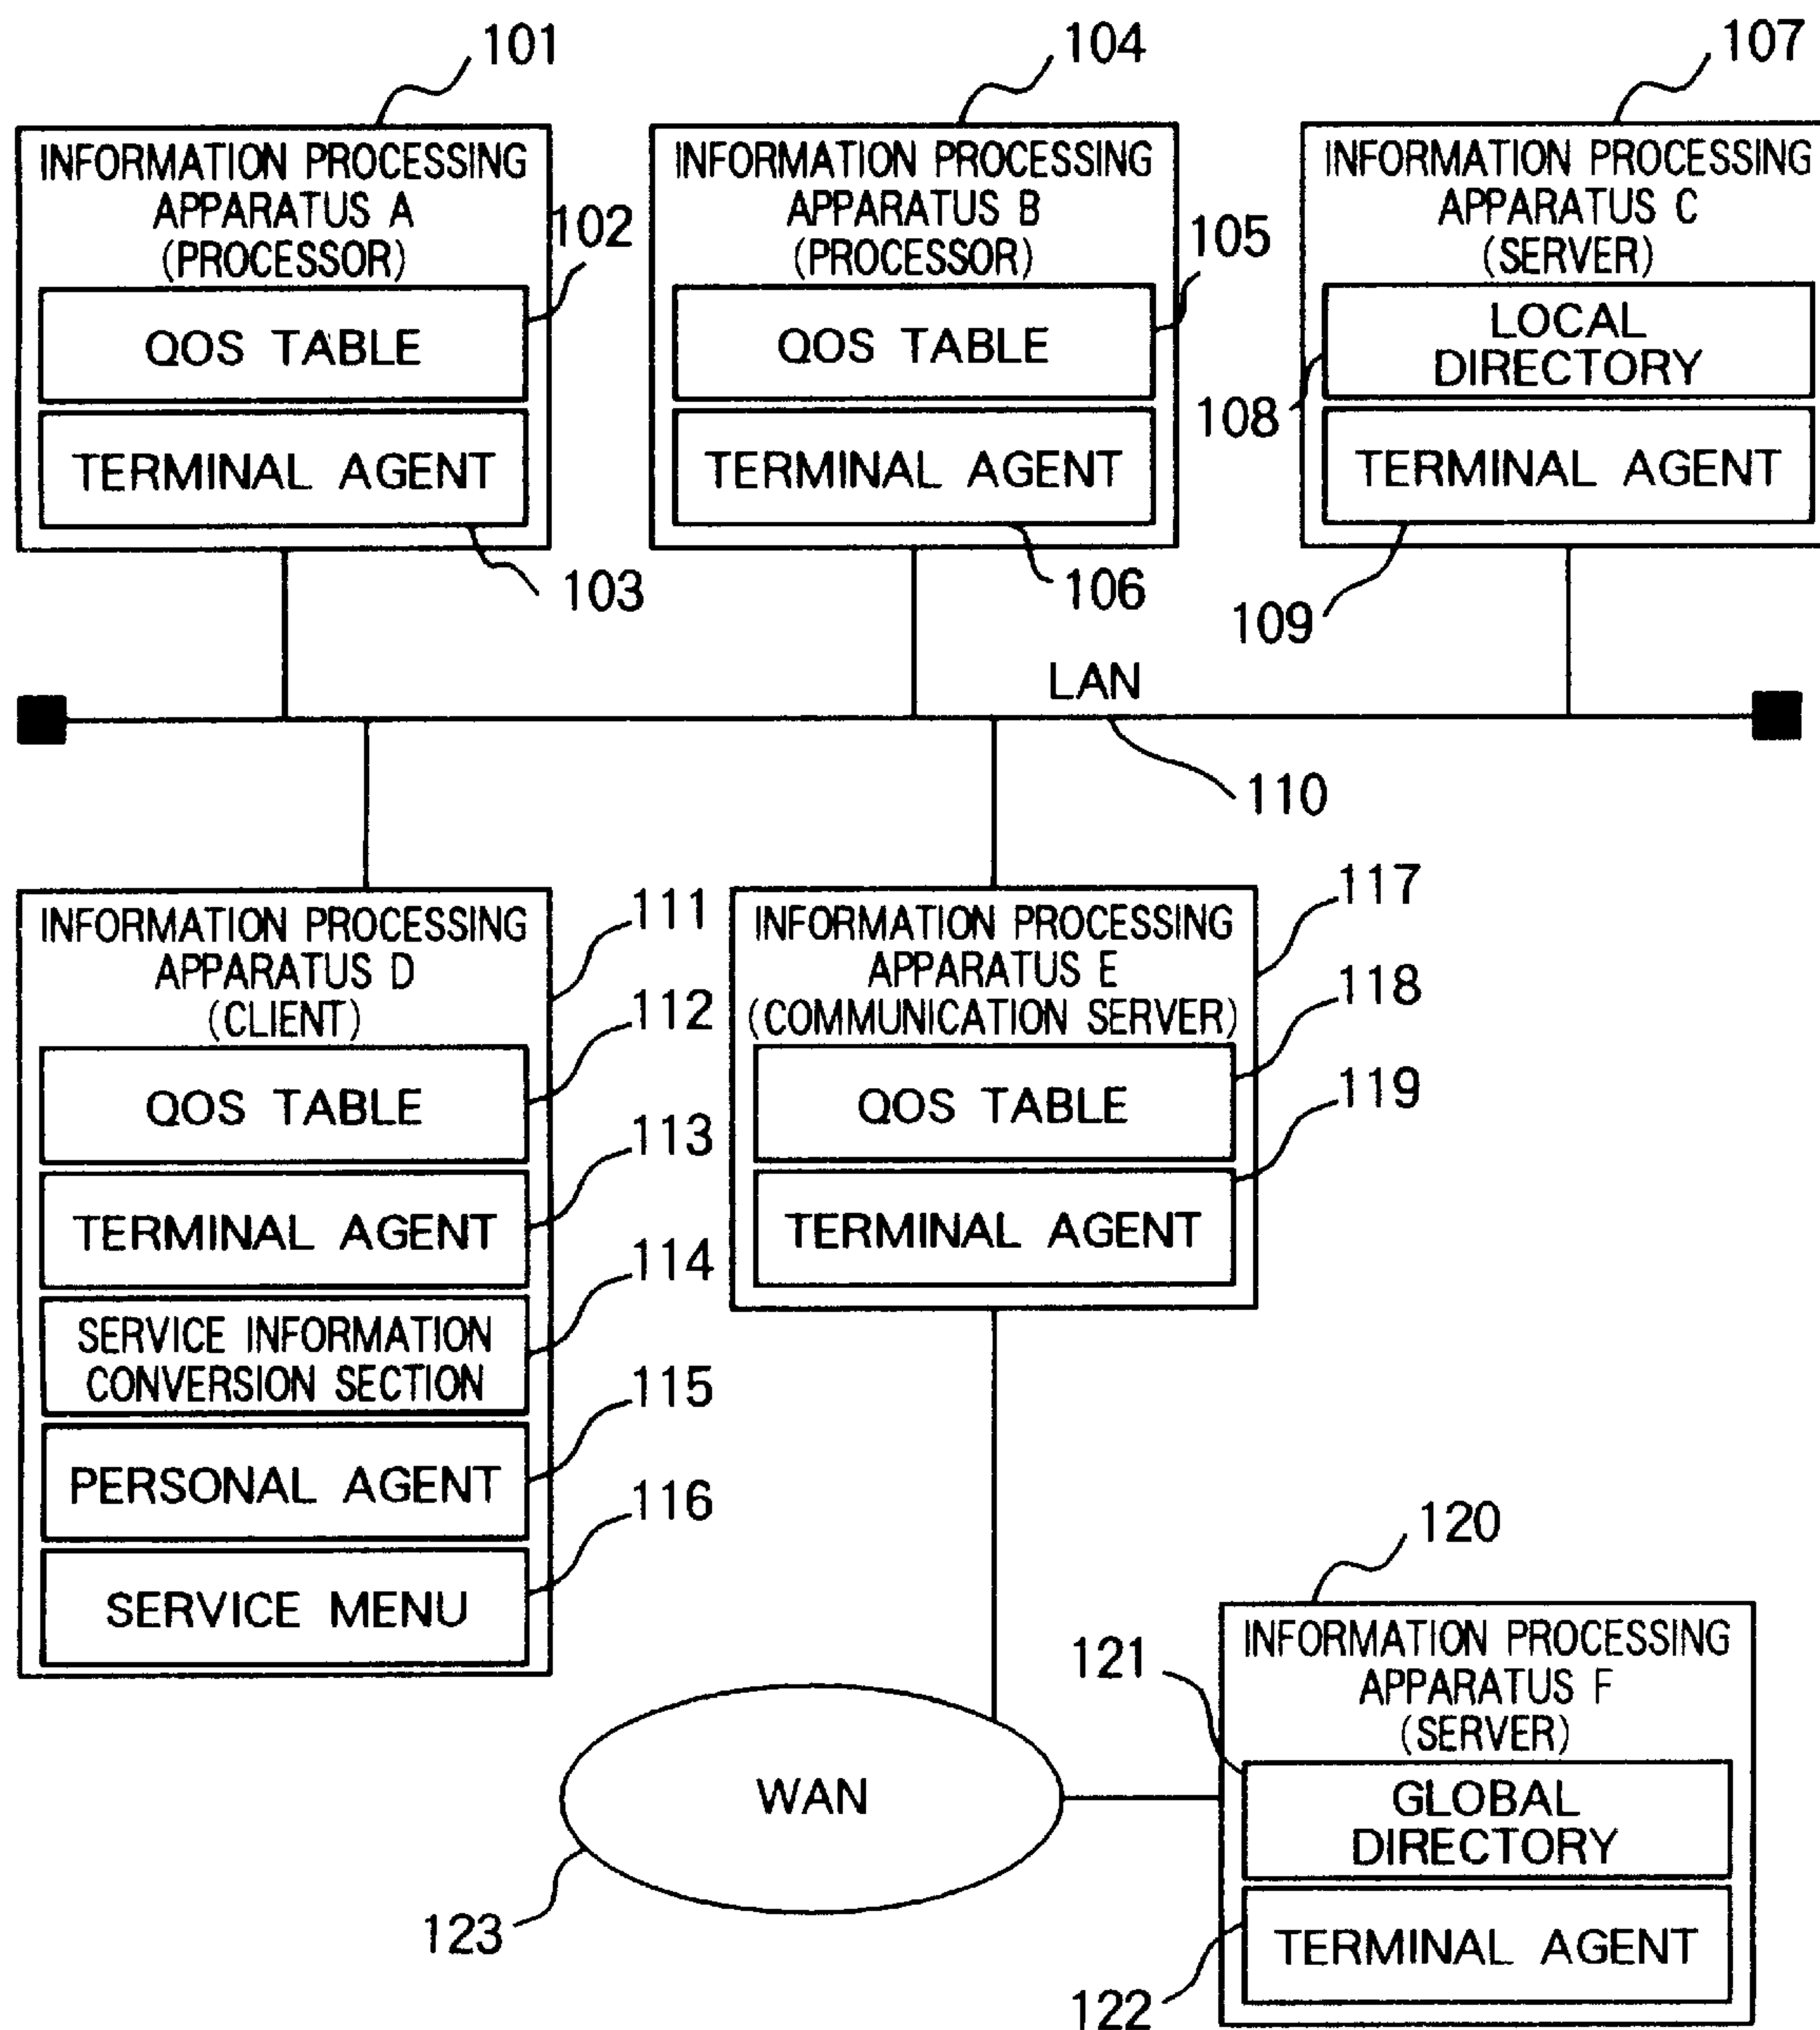 101
104
107
INFORMATION PROCESSING
APPARATUS A
(PROCESSOR)
102
QOS TABLE
TERMINAL AGENT
103
INFORMATION PROCESSING
APPARATUS B
(PROCESSOR)
105
QOS TABLE
TERMINAL AGENT
106
INFORMATION PROCESSING
APPARATUS C
(SERVER)
LOCAL
DIRECTORY
108
TERMINAL AGENT
109
LAN
110
INFORMATION PROCESSING
APPARATUS D
(CLIENT)
111
QOS TABLE
112
TERMINAL AGENT
113
SERVICE INFORMATION
CONVERSION SECTION
114
PERSONAL AGENT
115
SERVICE MENU
116
INFORMATION PROCESSING
APPARATUS E
(COMMUNICATION SERVER)
117
QOS TABLE
118
TERMINAL AGENT
119
WAN
123
120
INFORMATION PROCESSING
APPARATUS F
(SERVER)
121
GLOBAL
DIRECTORY
TERMINAL AGENT
122